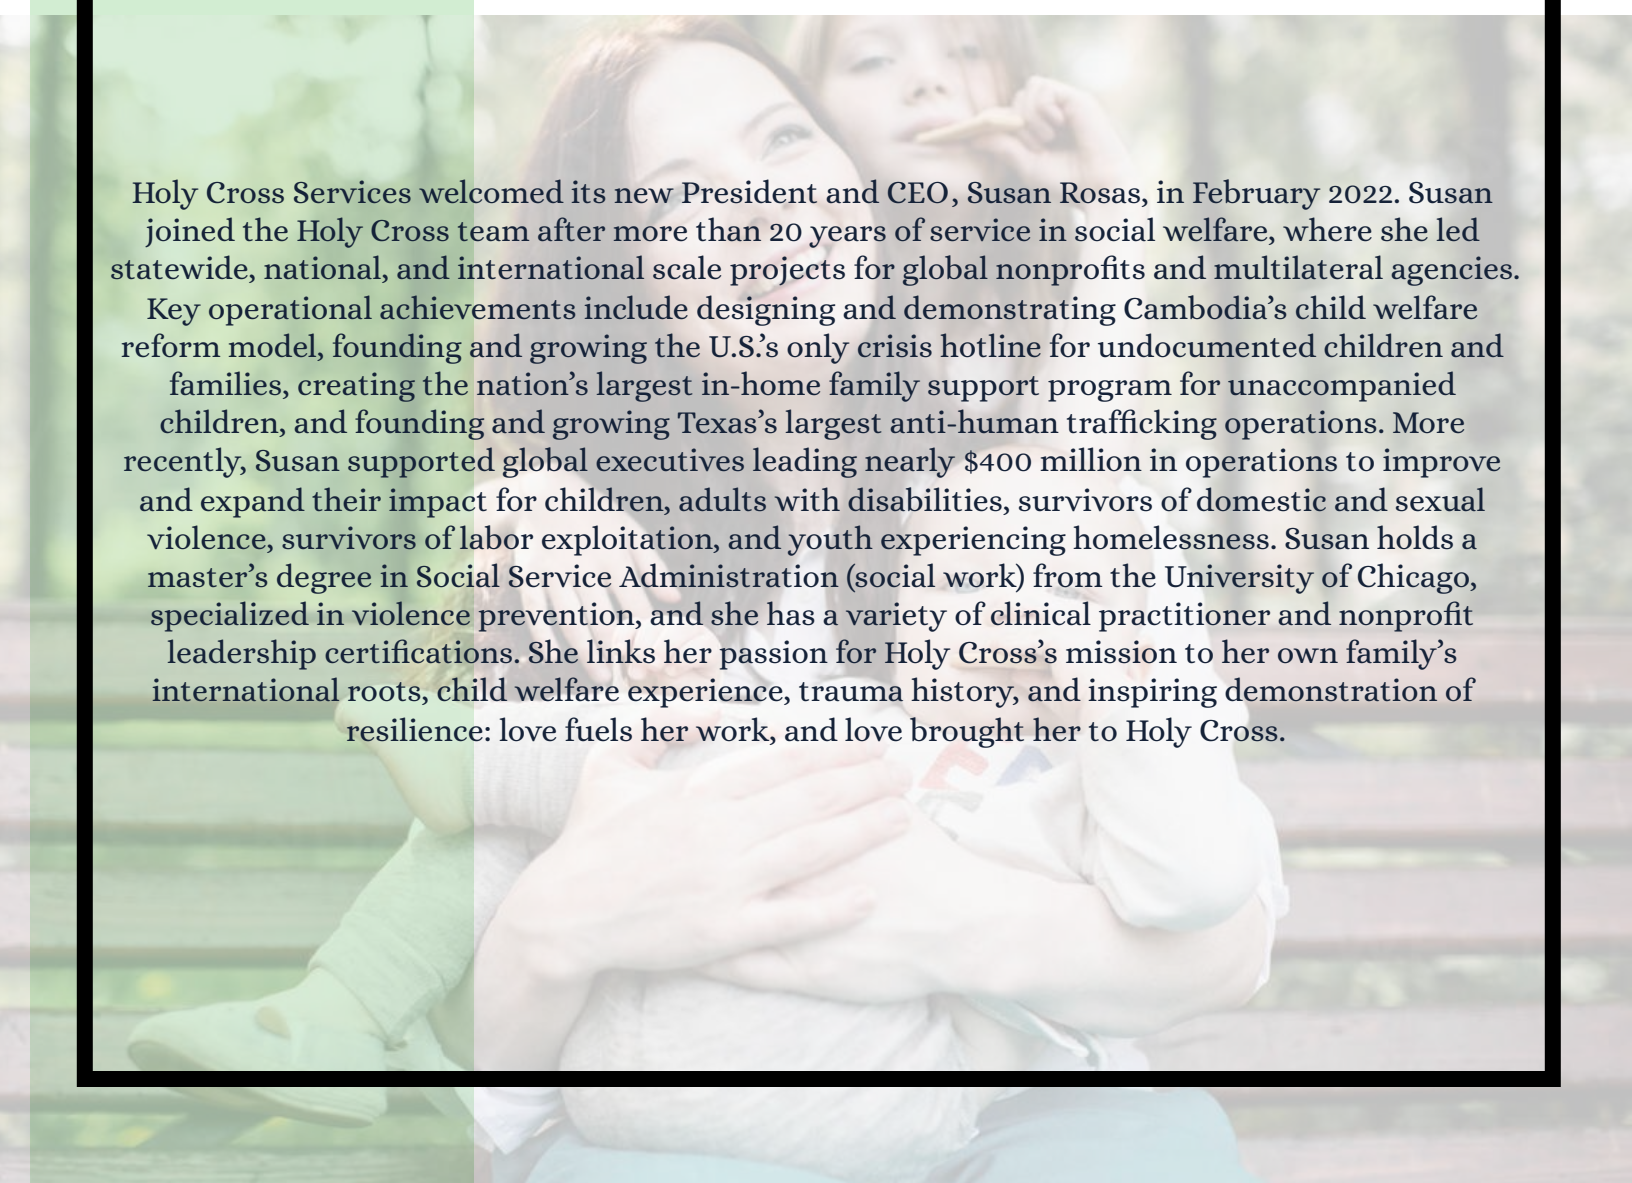 Holy Cross Services welcomed its new President and CEO, Susan Rosas, in February 2022. Susan
joined the Holy Cross team after more than 20 years of service in social welfare, where she led
statewide, national, and international scale projects for global nonprofits and multilateral agencies.
Key operational achievements include designing and demonstrating Cambodia’s child welfare
reform model, founding and growing the U.S.’s only crisis hotline for undocumented children and
families, creating the nation’s largest in-home family support program for unaccompanied
children, and founding and growing Texas’s largest anti-human trafficking operations. More
recently, Susan supported global executives leading nearly $400 million in operations to improve
and expand their impact for children, adults with disabilities, survivors of domestic and sexual
violence, survivors of labor exploitation, and youth experiencing homelessness. Susan holds a
master’s degree in Social Service Administration (social work) from the University of Chicago,
specialized in violence prevention, and she has a variety of clinical practitioner and nonprofit
leadership certifications. She links her passion for Holy Cross’s mission to her own family’s
international roots, child welfare experience, trauma history, and inspiring demonstration of
resilience: love fuels her work, and love brought her to Holy Cross.